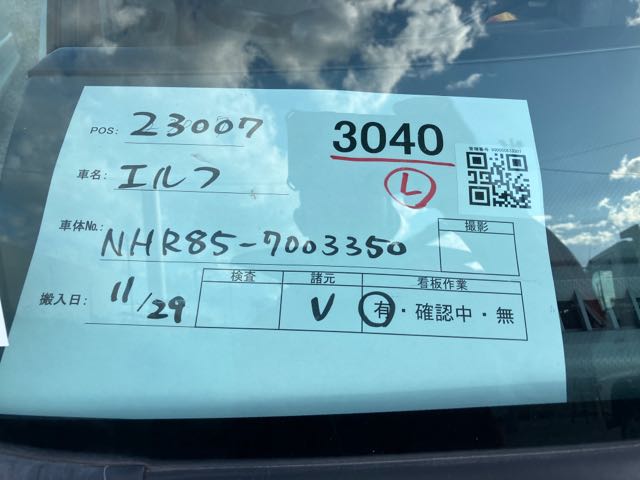 POS: 23007
3040
L
車名: エルフ
車体No.: NHR85-7003350
撮影
搬入日: 11/29
検査 諸元 看板作業
V 有・確認中・無